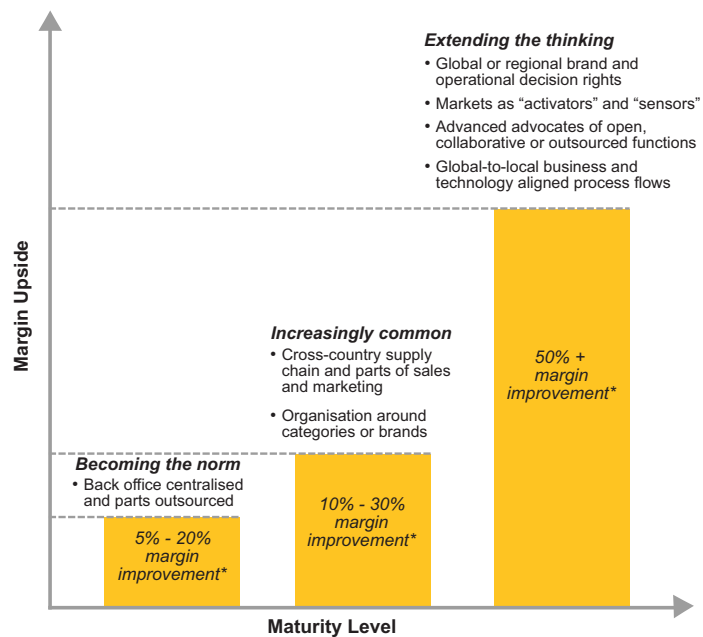 Extending the thinking
• Global or regional brand and
operational decision rights
• Markets as “activators” and “sensors”
• Advanced advocates of open,
collaborative or outsourced functions
• Global-to-local business and
technology aligned process flows
Margin Upside
Increasingly common
• Cross-country supply
chain and parts of sales
and marketing
• Organisation around
categories or brands
50% +
margin
improvement*
Becoming the norm
• Back office centralised
and parts outsourced
10% - 30%
margin
improvement*
5% - 20%
margin
improvement*
Maturity Level